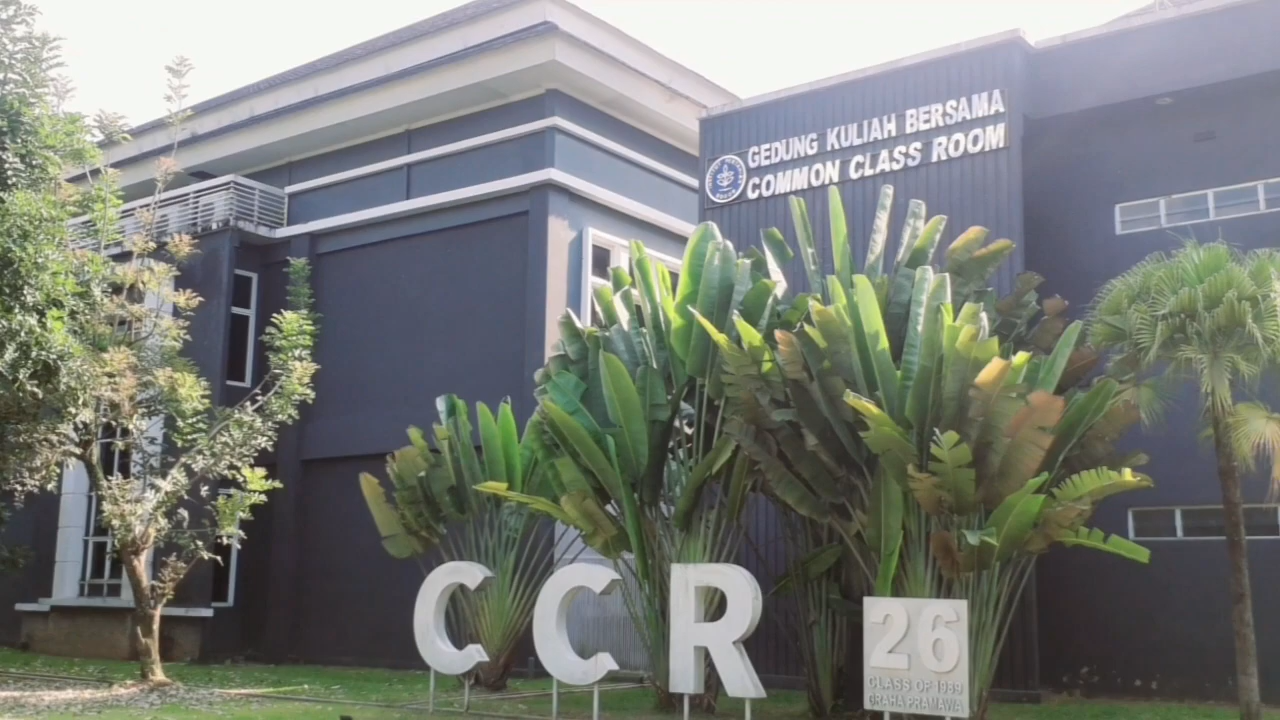 GEDUNG KULIAH BERSAMA
COMMON CLASS ROOM
CCR
26
CLASS OF 1989
GRAHA PRAMAWA